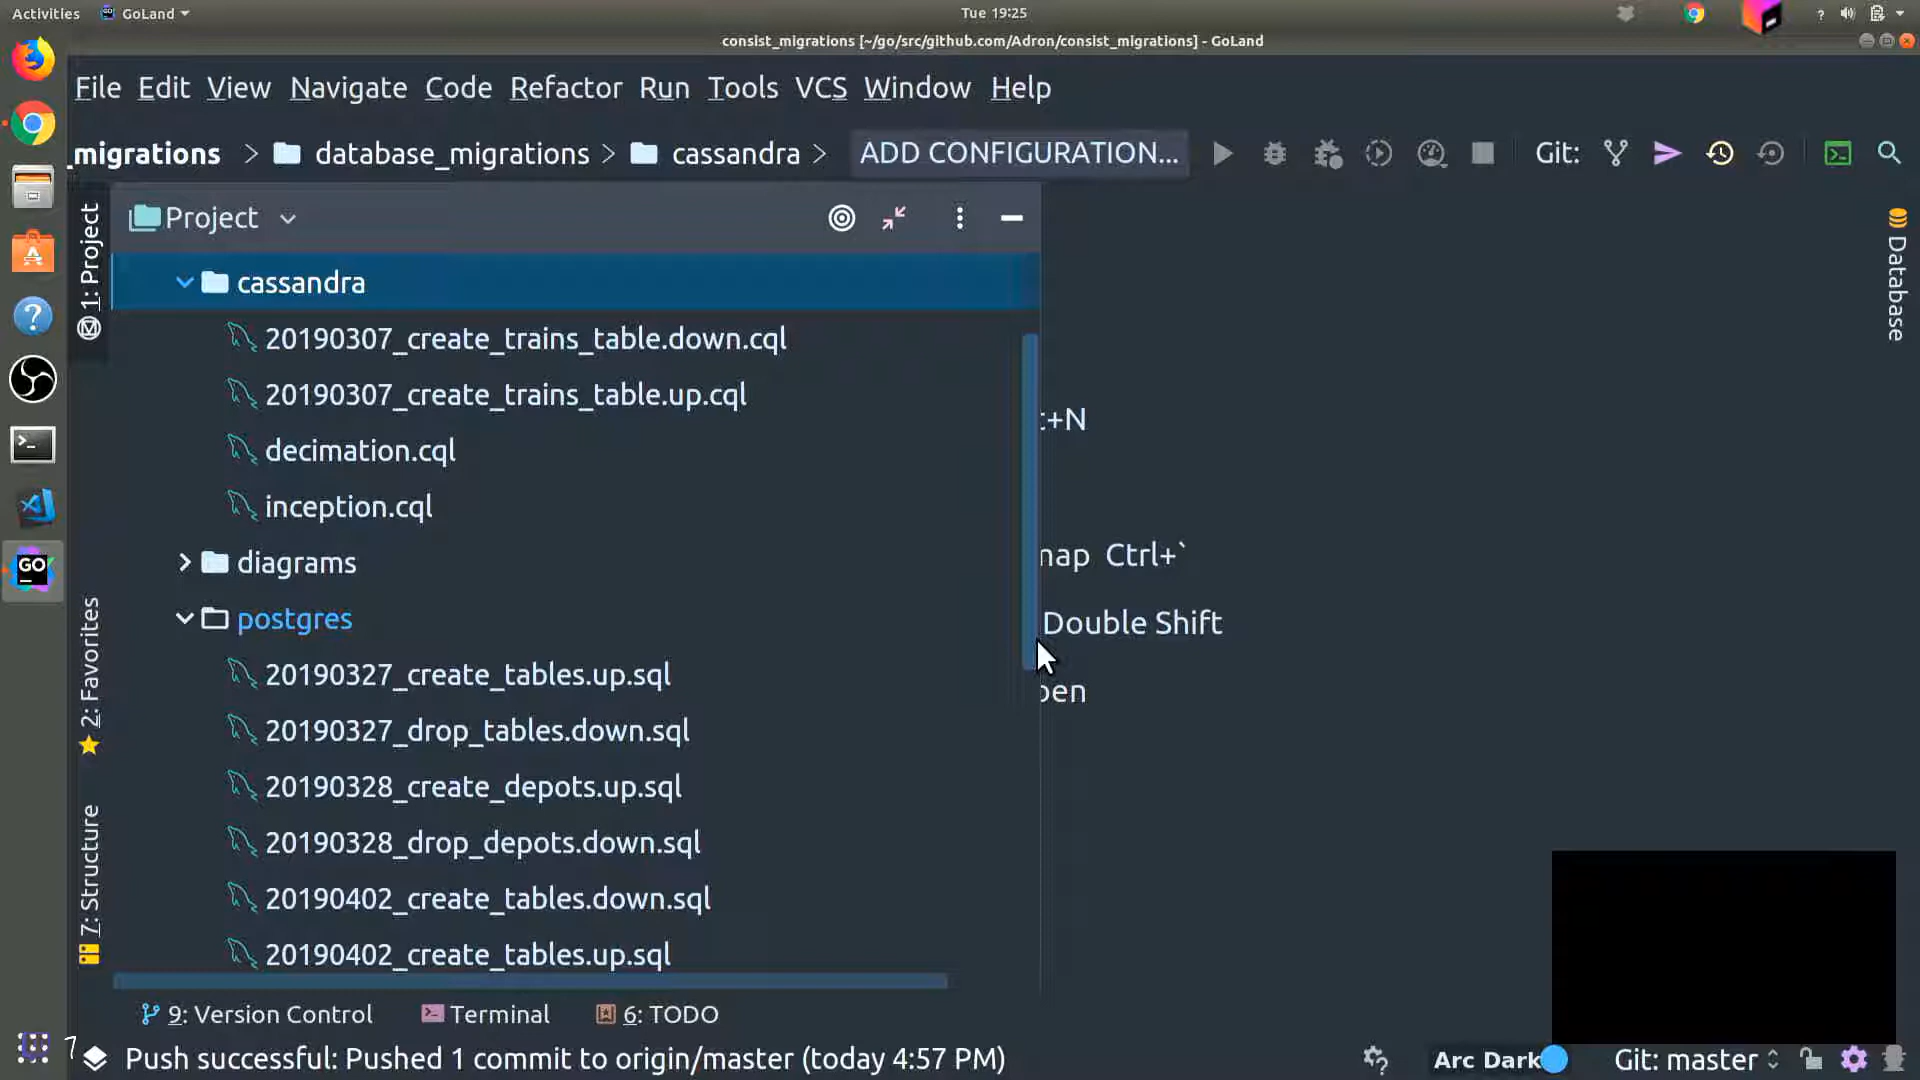 Activities GoLand Tue 19:25 ?
consist_migrations [~/go/src/github.com/Adron/consist_migrations] - GoLand
File Edit View Navigate Code Refactor Run Tools VCS Window Help
_migrations > database_migrations > cassandra > ADD CONFIGURATION... Git:
1: Project
Project
cassandra
20190307_create_trains_table.down.cql
20190307_create_trains_table.up.cql
decimation.cql
inception.cql
diagrams
postgres
20190327_create_tables.up.sql
20190327_drop_tables.down.sql
20190328_create_depots.up.sql
20190328_drop_depots.down.sql
20190402_create_tables.down.sql
20190402_create_tables.up.sql
t+N
map Ctrl+`
Double Shift
pen
Database
2: Favorites
7: Structure
GO
9: Version Control Terminal 6: TODO
Push successful: Pushed 1 commit to origin/master (today 4:57 PM) Arc Dark Git: master